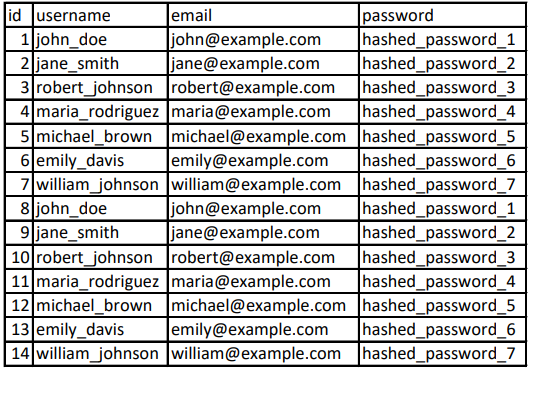 id username email password
1 john_doe john@example.com hashed_password_1
2 jane_smith jane@example.com hashed_password_2
3 robert_johnson robert@example.com hashed_password_3
4 maria_rodriguez maria@example.com hashed_password_4
5 michael_brown michael@example.com hashed_password_5
6 emily_davis emily@example.com hashed_password_6
7 william_johnson william@example.com hashed_password_7
8 john_doe john@example.com hashed_password_1
9 jane_smith jane@example.com hashed_password_2
10 robert_johnson robert@example.com hashed_password_3
11 maria_rodriguez maria@example.com hashed_password_4
12 michael_brown michael@example.com hashed_password_5
13 emily_davis emily@example.com hashed_password_6
14 william_johnson william@example.com hashed_password_7